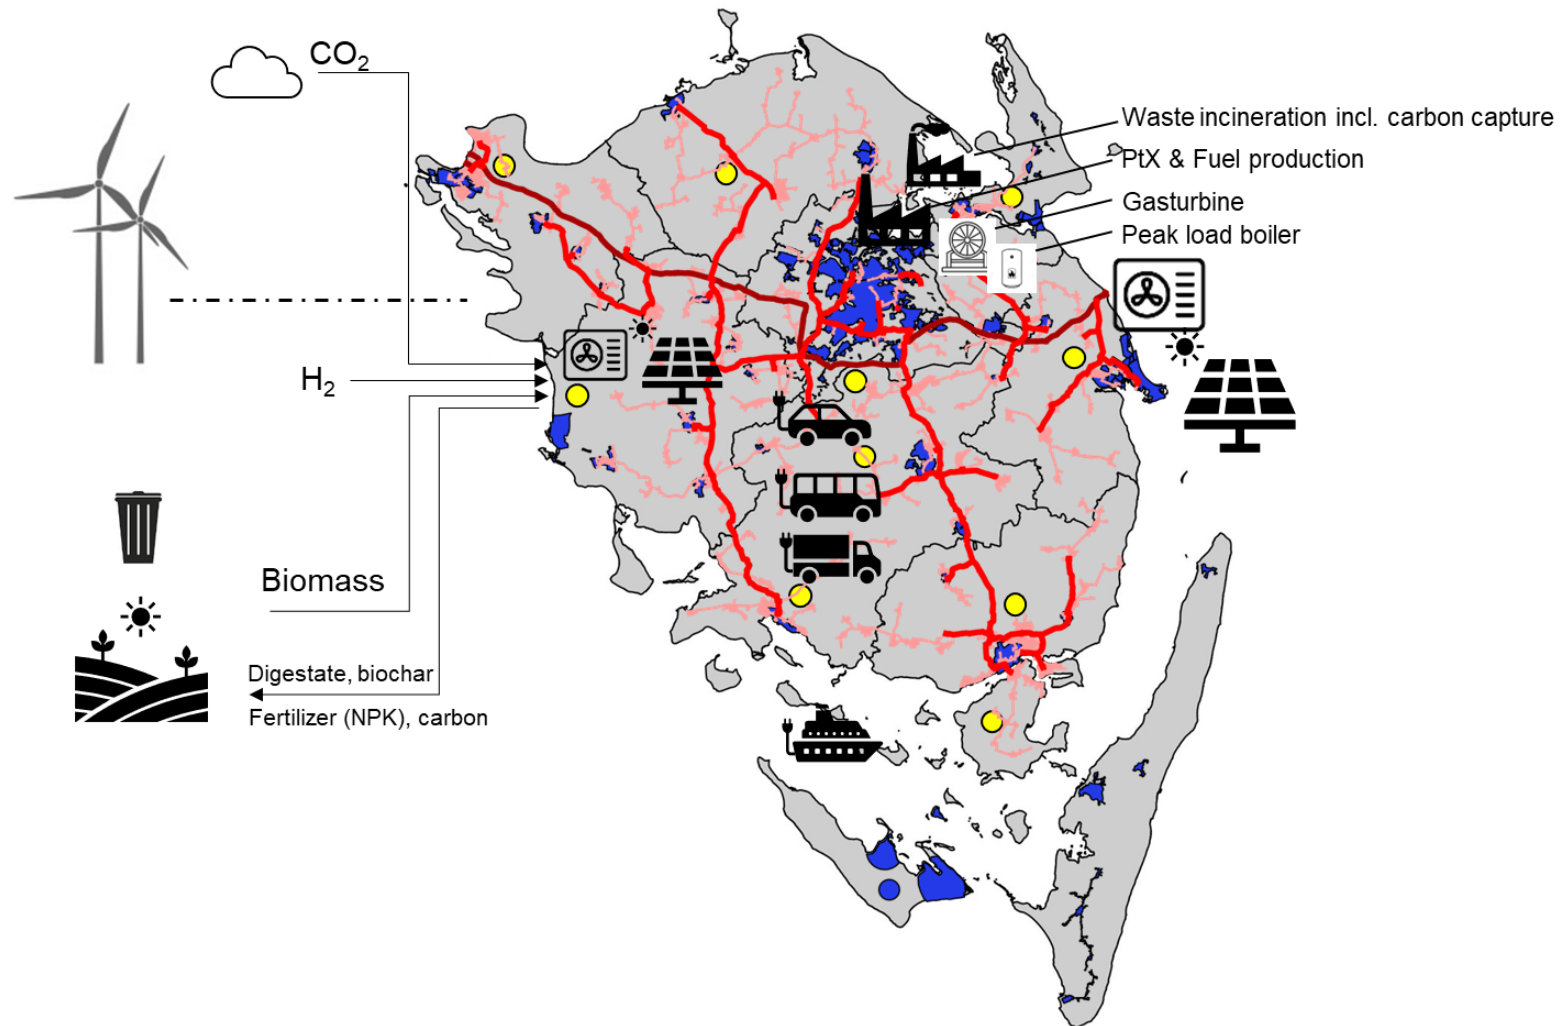 CO₂
Waste incineration incl. carbon capture
PtX & Fuel production
Gasturbine
Peak load boiler
H₂
Biomass
Digestate, biochar
Fertilizer (NPK), carbon